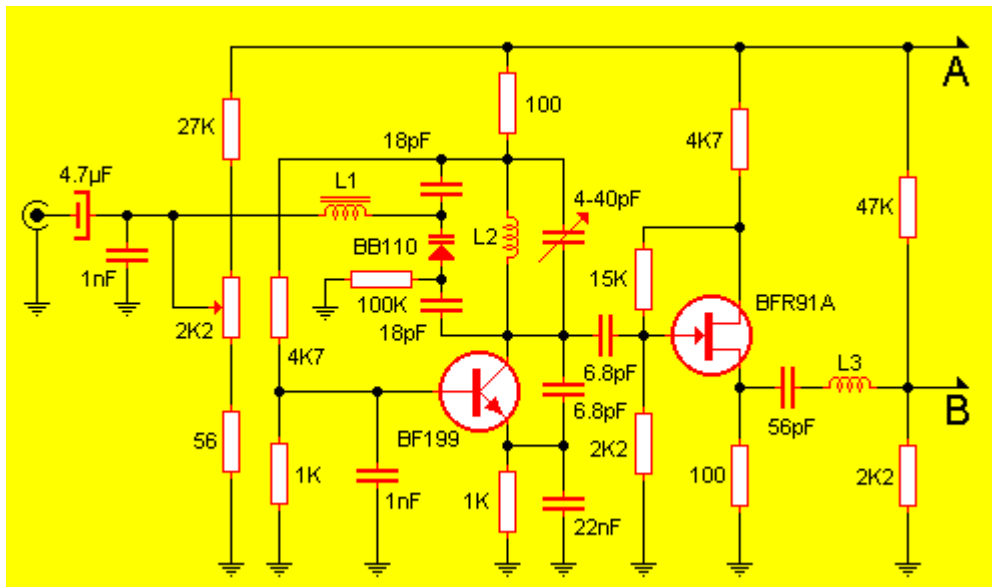 A
100
27K
18pF
4K7
4.7µF
L1
4-40pF
47K
L2
BB110
1nF
15K
100K
2K2
BFR91A
18pF
4K7
L3
6.8pF
6.8pF
B
56pF
BF199
56
2K2
1K
100
2K2
1nF
1K
22nF